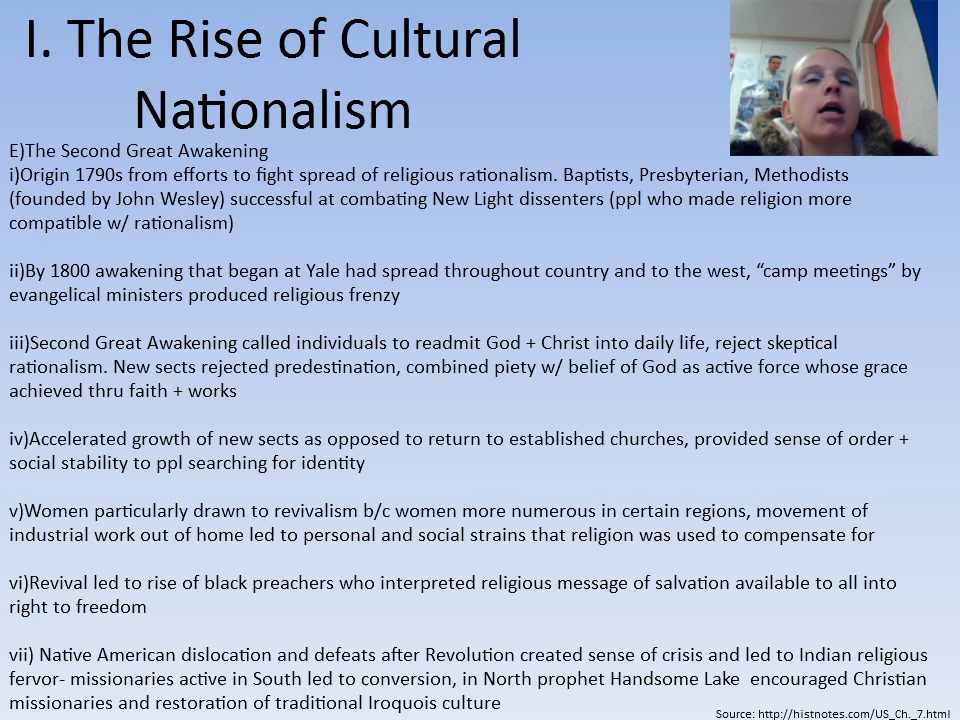 I. The Rise of Cultural
Nationalism
E)The Second Great Awakening
i)Origin 1790s from efforts to fight spread of religious rationalism. Baptists, Presbyterian, Methodists
(founded by John Wesley) successful at combating New Light dissenters (ppl who made religion more
compatible w/ rationalism)
ii)By 1800 awakening that began at Yale had spread throughout country and to the west, “camp meetings” by
evangelical ministers produced religious frenzy
iii)Second Great Awakening called individuals to readmit God + Christ into daily life, reject skeptical
rationalism. New sects rejected predestination, combined piety w/ belief of God as active force whose grace
achieved thru faith + works
iv)Accelerated growth of new sects as opposed to return to established churches, provided sense of order +
social stability to ppl searching for identity
v)Women particularly drawn to revivalism b/c women more numerous in certain regions, movement of
industrial work out of home led to personal and social strains that religion was used to compensate for
vi)Revival led to rise of black preachers who interpreted religious message of salvation available to all into
right to freedom
vii) Native American dislocation and defeats after Revolution created sense of crisis and led to Indian religious
fervor- missionaries active in South led to conversion, in North prophet Handsome Lake  encouraged Christian
missionaries and restoration of traditional Iroquois culture
Source: http://histnotes.com/US_Ch._7.html